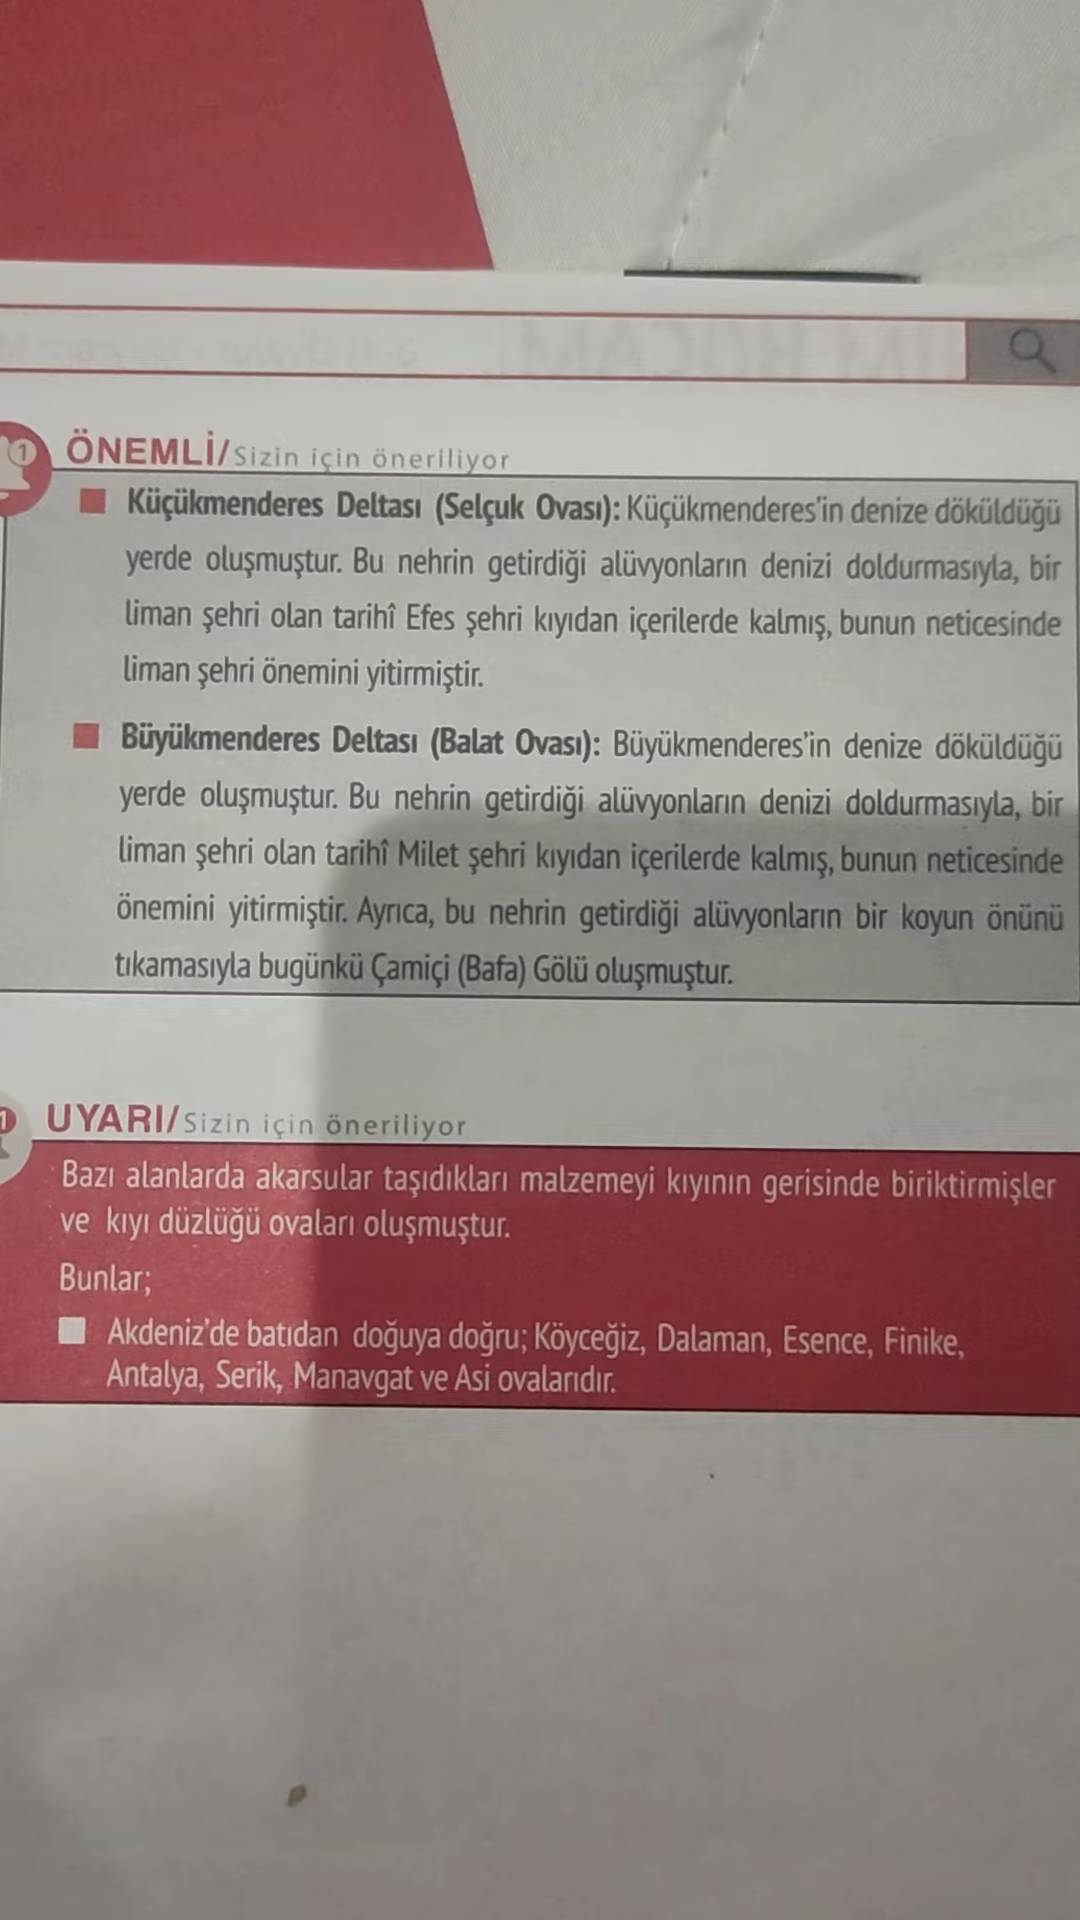 ÖNEMLİ/Sizin için öneriliyor
Küçükmenderes Deltası (Selçuk Ovası): Küçükmenderes'in denize döküldüğü
yerde oluşmuştur. Bu nehrin getirdiği alüvyonların denizi doldurmasıyla, bir
liman şehri olan tarihî Efes şehri kıyıdan içerilerde kalmış, bunun neticesinde
liman şehri önemini yitirmiştir.
Büyükmenderes Deltası (Balat Ovası): Büyükmenderes'in denize döküldüğü
yerde oluşmuştur. Bu nehrin getirdiği alüvyonların denizi doldurmasıyla, bir
liman şehri olan tarihî Milet şehri kıyıdan içerilerde kalmış, bunun neticesinde
önemini yitirmiştir. Ayrıca, bu nehrin getirdiği alüvyonların bir koyun önünü
tıkamasıyla bugünkü Çamiçi (Bafa) Gölü oluşmuştur.
UYARI/Sizin için öneriliyor
Bazı alanlarda akarsular taşıdıkları malzemeyi kıyının gerisinde biriktirmişler
ve kıyı düzlüğü ovaları oluşmuştur.
Bunlar;
Akdeniz'de batıdan doğuya doğru; Köyceğiz, Dalaman, Esence, Finike,
Antalya, Serik, Manavgat ve Asi ovalarıdır.